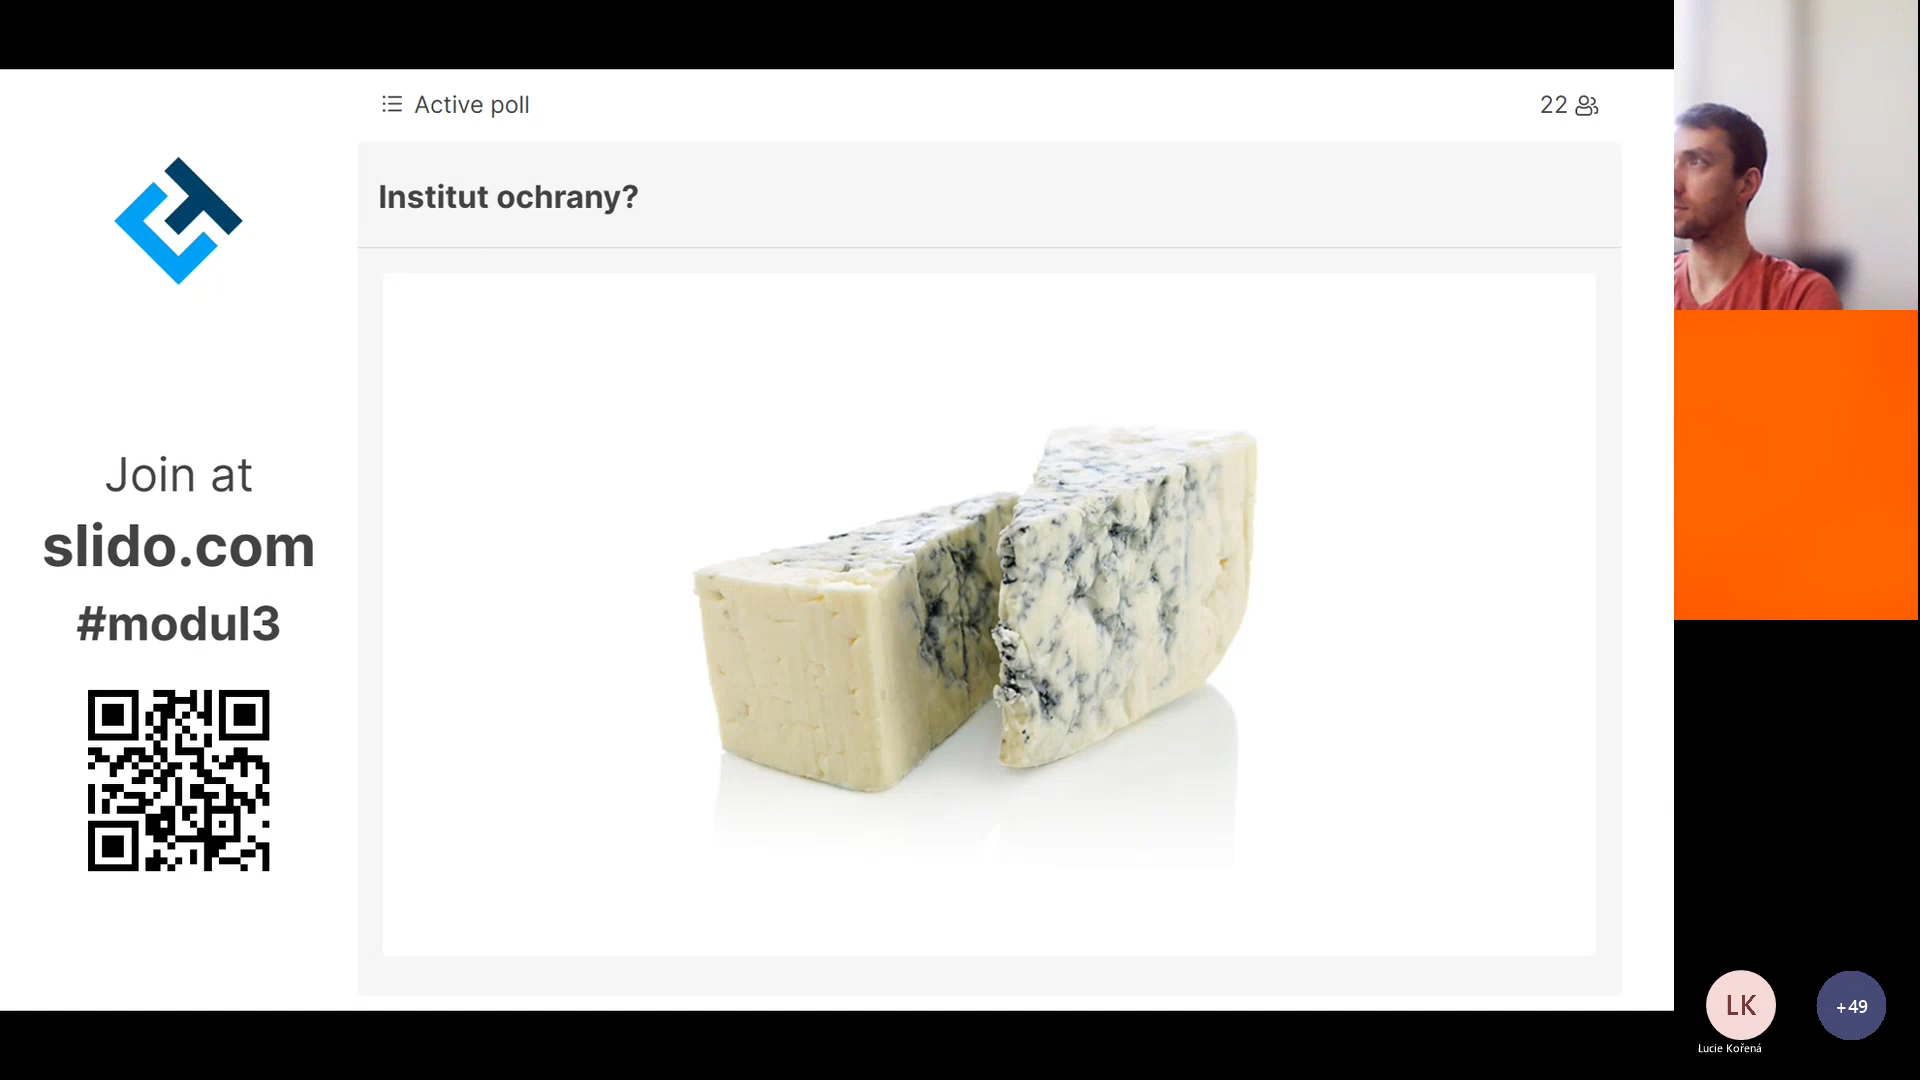 Active poll
22
Institut ochrany?
Join at
slido.com
#modul3
LK
+49
Lucie Kořená